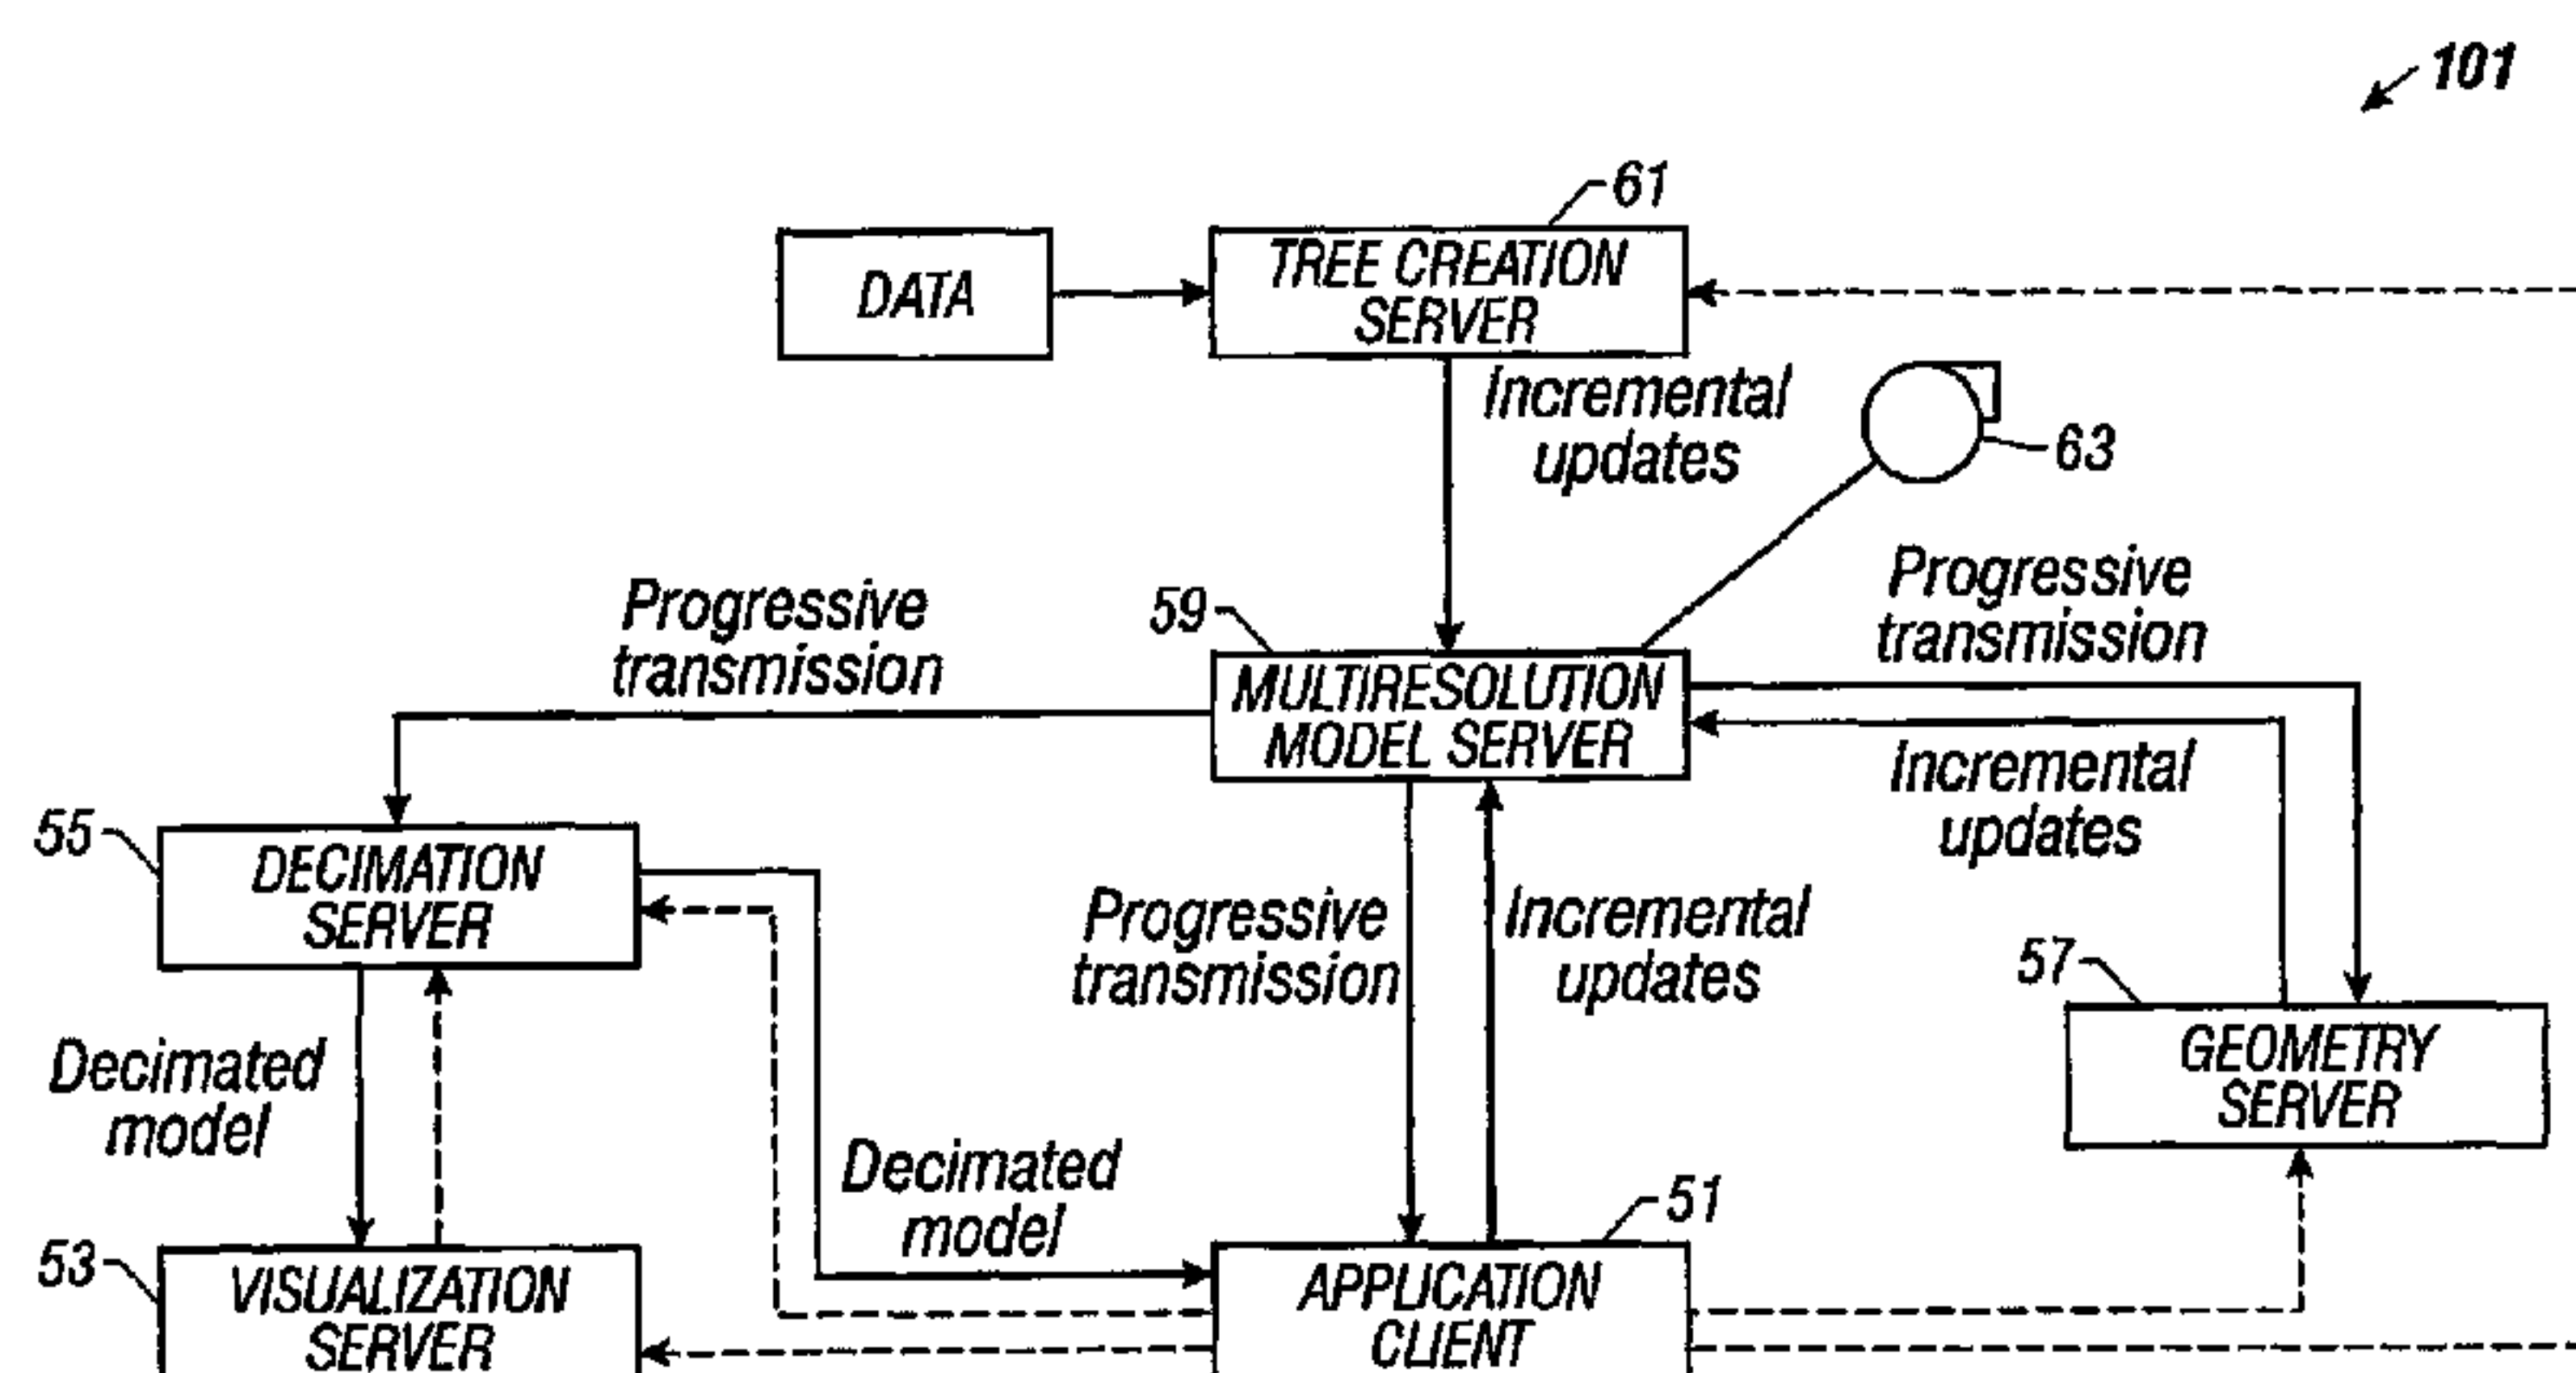 101
61
DATA
TREE CREATION
SERVER
Incremental
updates
63
Progressive
transmission
59
Progressive
transmission
MULTIRESOLUTION
MODEL SERVER
Incremental
updates
55
DECIMATION
SERVER
Progressive
transmission
Incremental
updates
57
GEOMETRY
SERVER
Decimated
model
Decimated
model
51
53
VISUALIZATION
SERVER
APPLICATION
CLIENT